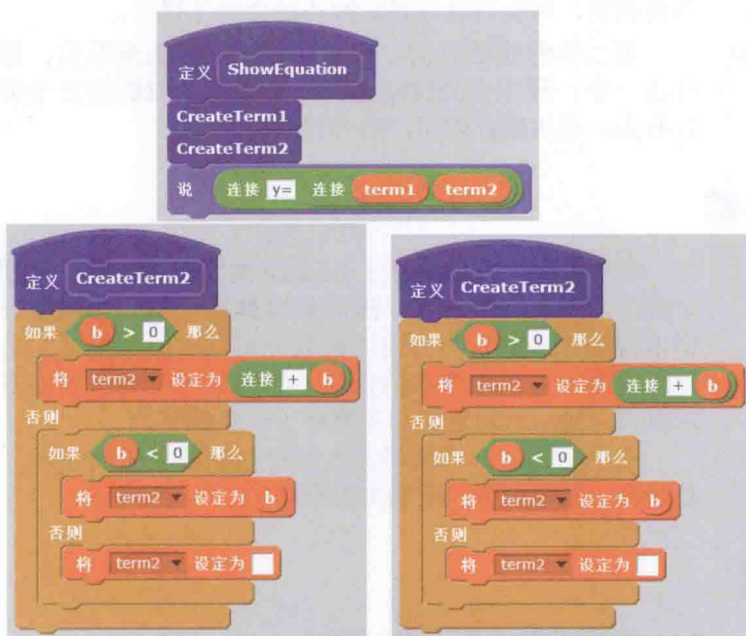 定义 ShowEquation
CreateTerm1
CreateTerm2
说 连接 y= 连接 term1 term2
定义 CreateTerm2
如果 b > 0 那么
将 term2 设定为 连接 + b
否则
如果 b < 0 那么
将 term2 设定为 b
否则
将 term2 设定为
定义 CreateTerm2
如果 b > 0 那么
将 term2 设定为 连接 + b
否则
如果 b < 0 那么
将 term2 设定为 b
否则
将 term2 设定为